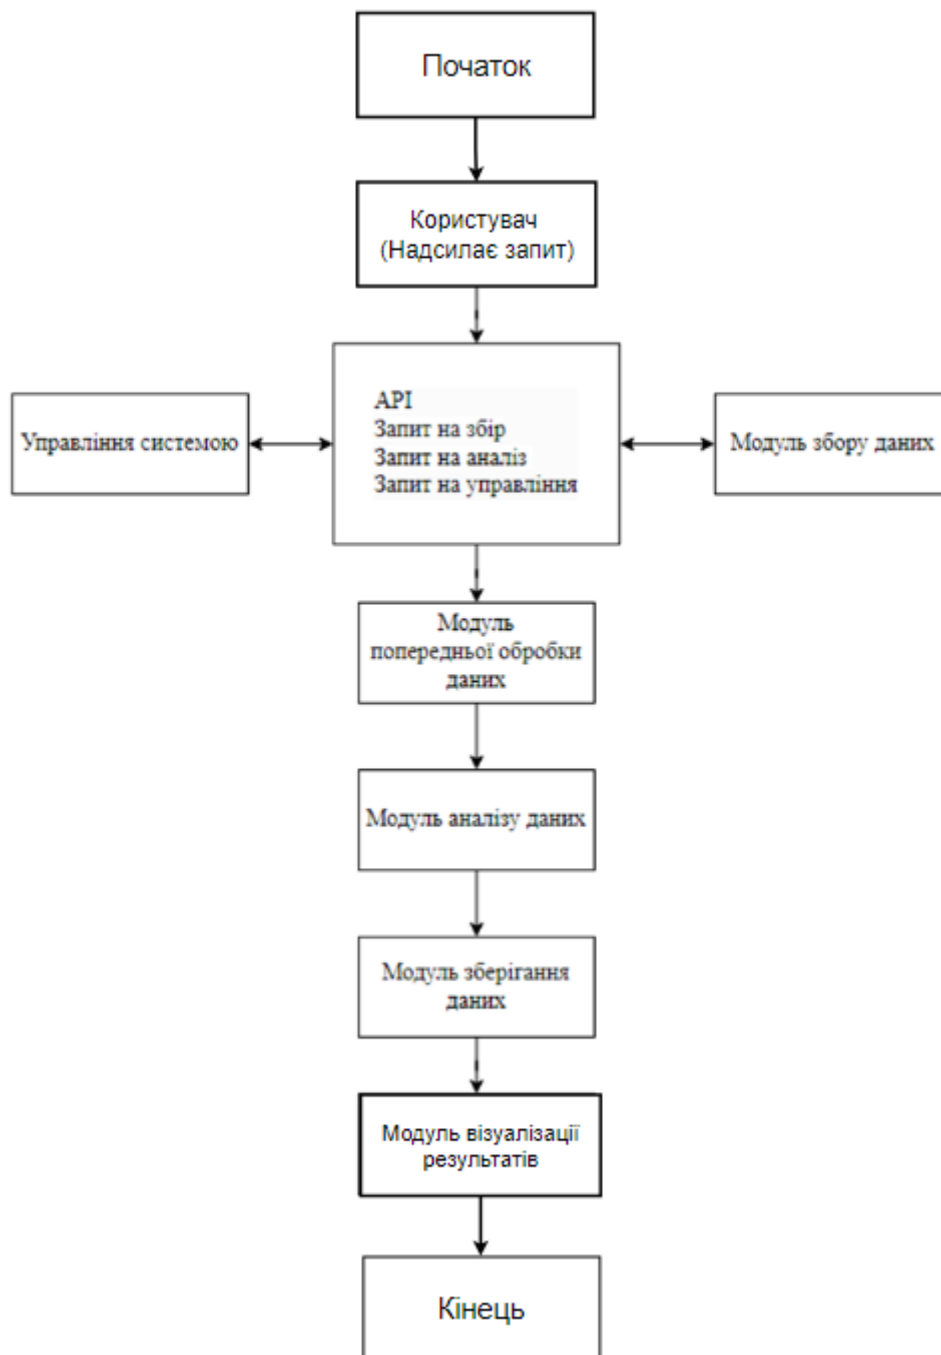 Початок
Користувач
(Надсилає запит)
Управління системою
API
Запит на збір
Запит на аналіз
Запит на управління
Модуль збору даних
Модуль
попередньої обробки
даних
Модуль аналізу даних
Модуль зберігання
даних
Модуль візуалізації
результатів
Кінець